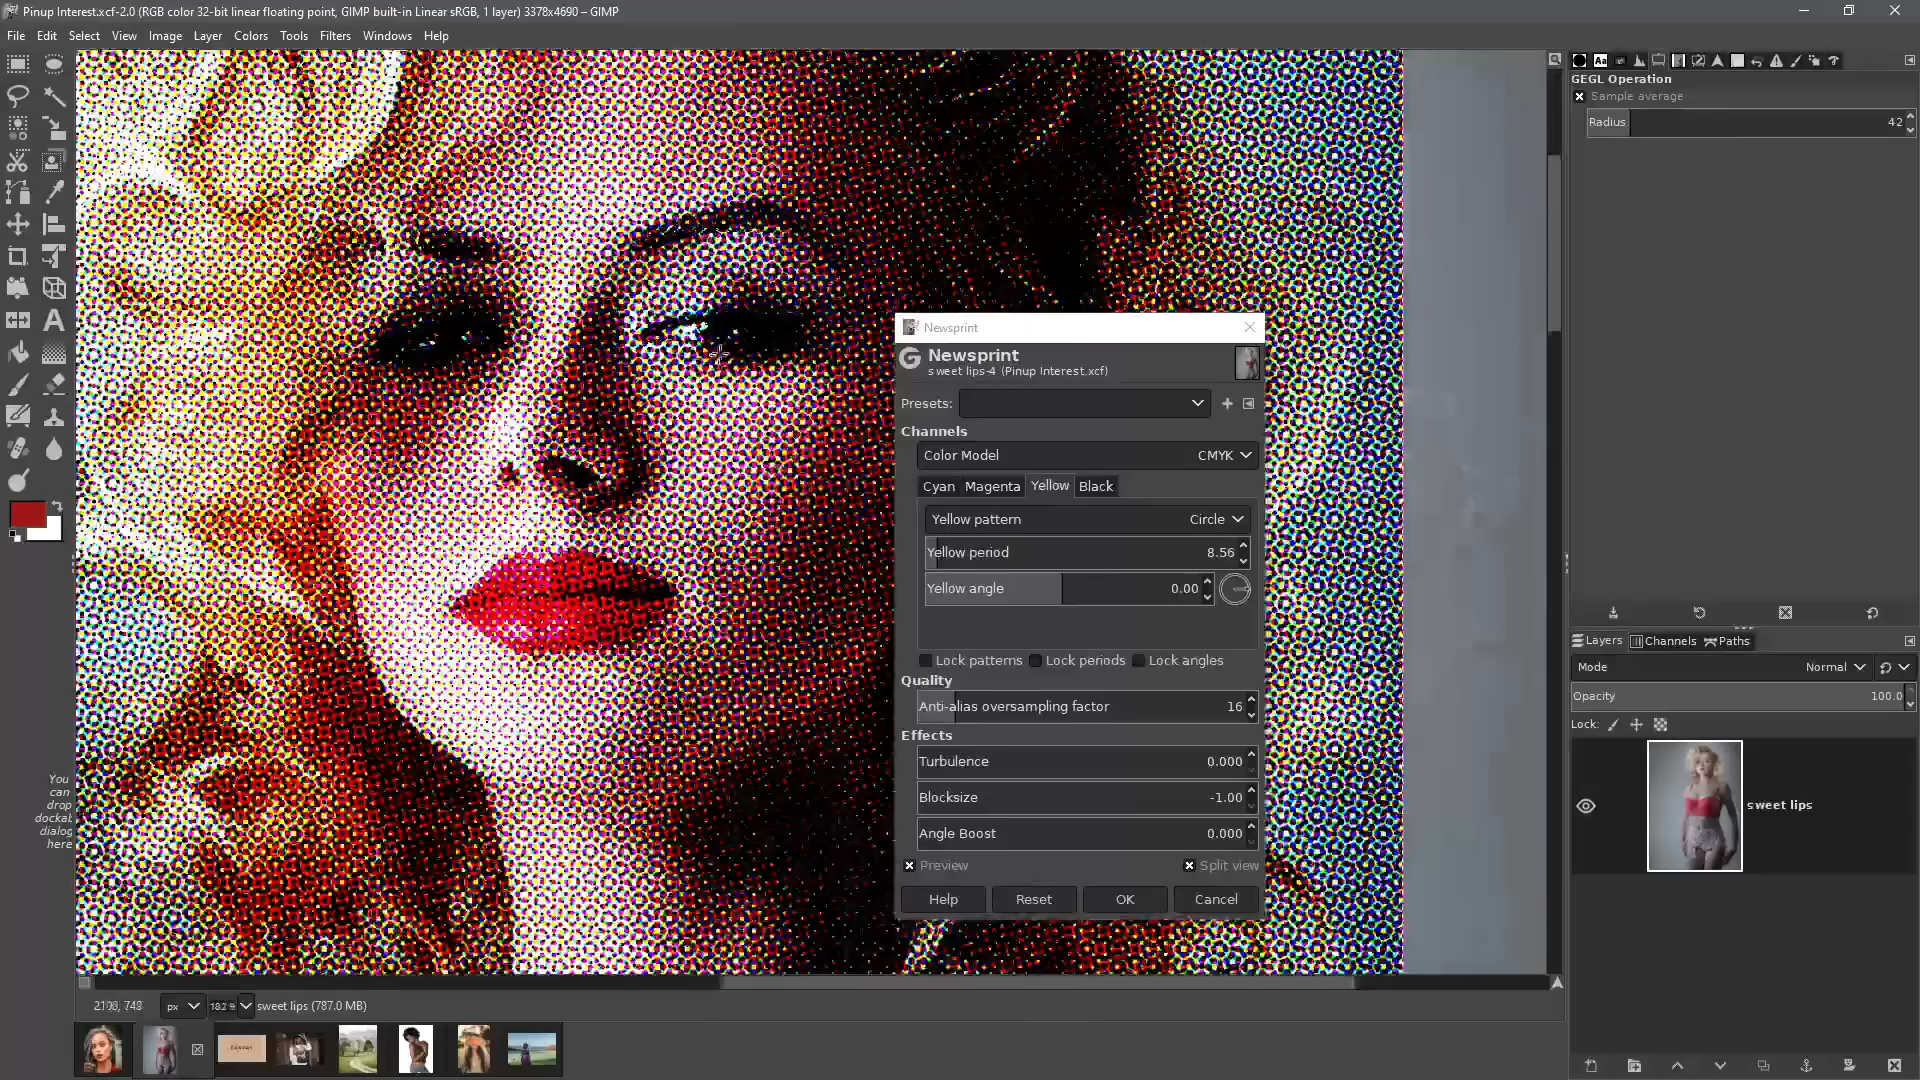 Pinup Interest.xcf-2.0 (RGB color 32-bit linear floating point, GIMP built-in Linear sRGB, 1 layer) 3378x4690 – GIMP
File Edit Select View Image Layer Colors Tools Filters Windows Help
GEGL Operation
Sample average
Radius 42
Newsprint
Newsprint
sweet lips-4 (Pinup Interest.xcf)
Presets:
Channels
Color Model CMYK
Cyan Magenta Yellow Black
Yellow pattern Circle
Yellow period 8.56
Yellow angle 0.00
Lock patterns Lock periods Lock angles
Quality
Anti-alias oversampling factor 16
Effects
Turbulence 0.000
Blocksize -1.00
Angle Boost 0.000
Preview Split view
Help Reset OK Cancel
Layers Channels Paths
Mode Normal
Opacity 100.0
Lock:
sweet lips
You
can
drop
dockab
dialog
here
px sweet lips (787.0 MB)